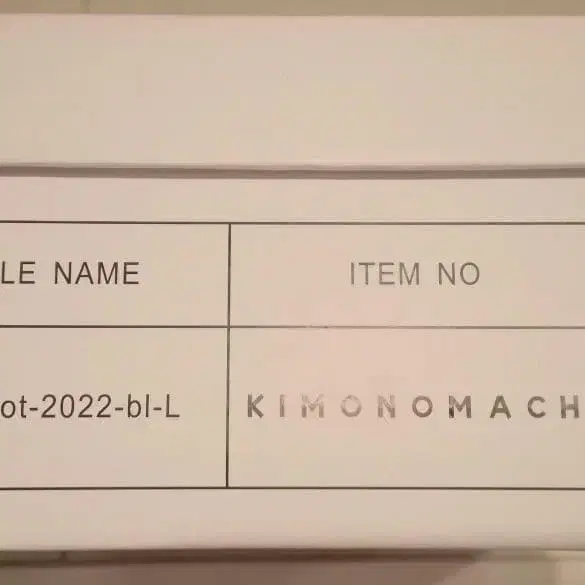 LE NAME
ITEM NO
ot-2022-bl-L
KIMONOMACH